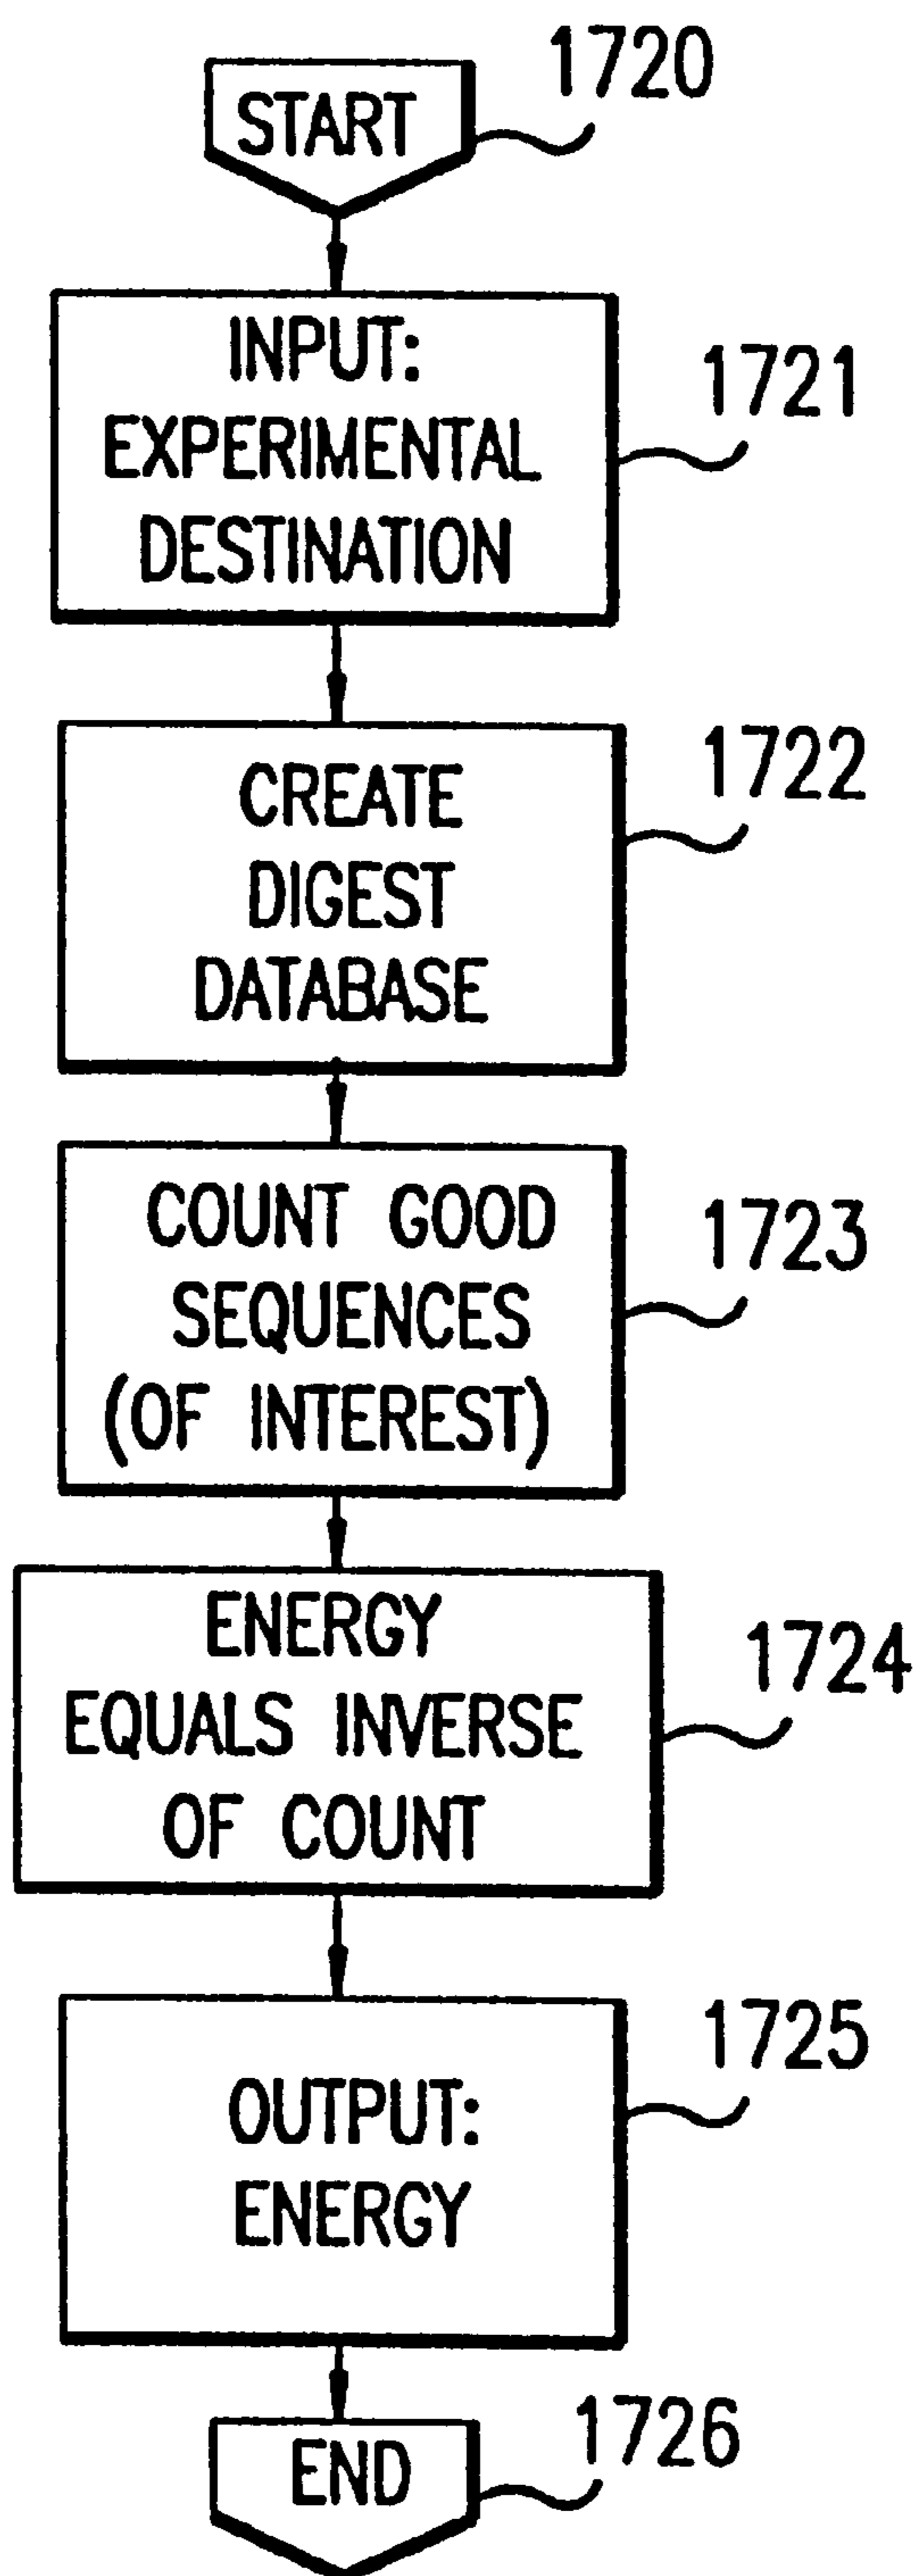 START
1720
INPUT:
EXPERIMENTAL
DESTINATION
1721
CREATE
DIGEST
DATABASE
1722
COUNT GOOD
SEQUENCES
(OF INTEREST)
1723
ENERGY
EQUALS INVERSE
OF COUNT
1724
OUTPUT:
ENERGY
1725
END
1726